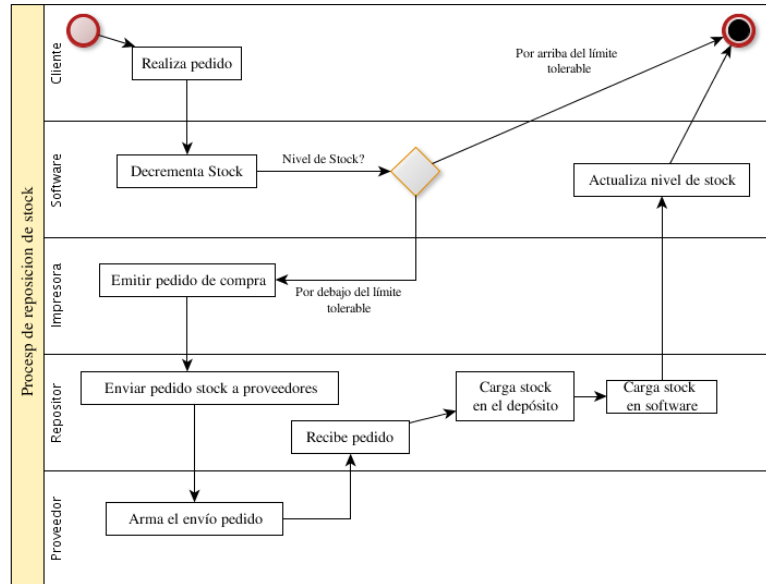 Procesp de reposicion de stock
Cliente
Realiza pedido
Por arriba del límite
tolerable
Software
Decrementa Stock
Nivel de Stock?
Actualiza nivel de stock
Impresora
Emitir pedido de compra
Por debajo del límite
tolerable
Repositor
Enviar pedido stock a proveedores
Recibe pedido
Carga stock
en el depósito
Carga stock
en software
Proveedor
Arma el envío pedido